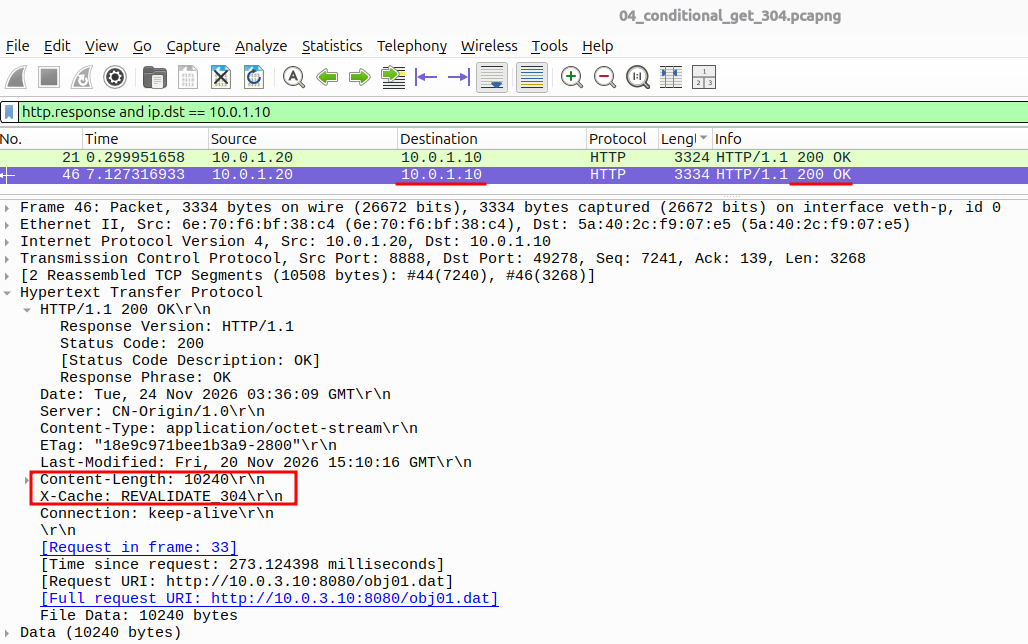 04_conditional_get_304.pcapng
File Edit View Go Capture Analyze Statistics Telephony Wireless Tools Help
http.response and ip.dst == 10.0.1.10
No. Time Source Destination Protocol Lengt Info
21 0.299951658 10.0.1.20 10.0.1.10 HTTP 3324 HTTP/1.1 200 OK
46 7.127316933 10.0.1.20 10.0.1.10 HTTP 3334 HTTP/1.1 200 OK
Frame 46: Packet, 3334 bytes on wire (26672 bits), 3334 bytes captured (26672 bits) on interface veth-p, id 0
Ethernet II, Src: 6e:70:f6:bf:38:c4 (6e:70:f6:bf:38:c4), Dst: 5a:40:2c:f9:07:e5 (5a:40:2c:f9:07:e5)
Internet Protocol Version 4, Src: 10.0.1.20, Dst: 10.0.1.10
Transmission Control Protocol, Src Port: 8888, Dst Port: 49278, Seq: 7241, Ack: 139, Len: 3268
[2 Reassembled TCP Segments (10508 bytes): #44(7240), #46(3268)]
Hypertext Transfer Protocol
HTTP/1.1 200 OK\r\n
Response Version: HTTP/1.1
Status Code: 200
[Status Code Description: OK]
Response Phrase: OK
Date: Tue, 24 Nov 2026 03:36:09 GMT\r\n
Server: CN-Origin/1.0\r\n
Content-Type: application/octet-stream\r\n
ETag: "18e9c971bee1b3a9-2800"\r\n
Last-Modified: Fri, 20 Nov 2026 15:10:16 GMT\r\n
Content-Length: 10240\r\n
X-Cache: REVALIDATE_304\r\n
Connection: keep-alive\r\n
\r\n
[Request in frame: 33]
[Time since request: 273.124398 milliseconds]
[Request URI: http://10.0.3.10:8080/obj01.dat]
[Full request URI: http://10.0.3.10:8080/obj01.dat]
File Data: 10240 bytes
Data (10240 bytes)